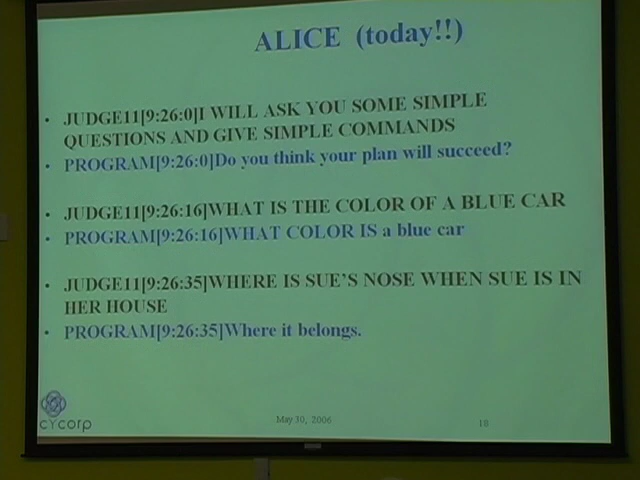 ALICE (today!!)
• JUDGE11[9:26:0]I WILL ASK YOU SOME SIMPLE
QUESTIONS AND GIVE SIMPLE COMMANDS
• PROGRAM[9:26:0]Do you think your plan will succeed?
• JUDGE11[9:26:16]WHAT IS THE COLOR OF A BLUE CAR
• PROGRAM[9:26:16]WHAT COLOR IS a blue car
• JUDGE11[9:26:35]WHERE IS SUE'S NOSE WHEN SUE IS IN
HER HOUSE
• PROGRAM[9:26:35]Where it belongs.
cycorp
May 30, 2006
18